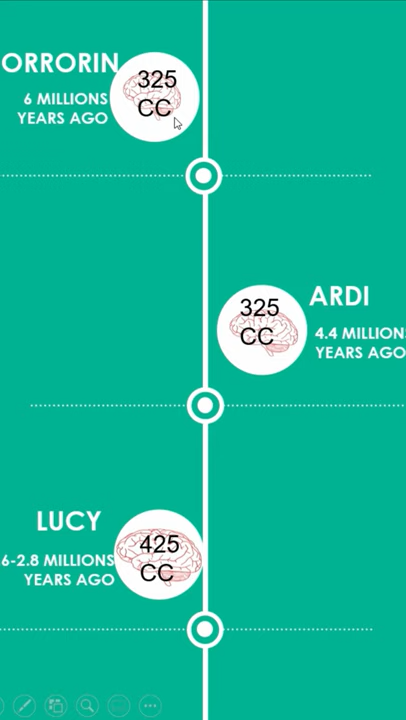 ORRORIN
6 MILLIONS
YEARS AGO
325
CC
ARDI
4.4 MILLION
YEARS AGO
325
CC
LUCY
6-2.8 MILLIONS
YEARS AGO
425
CC